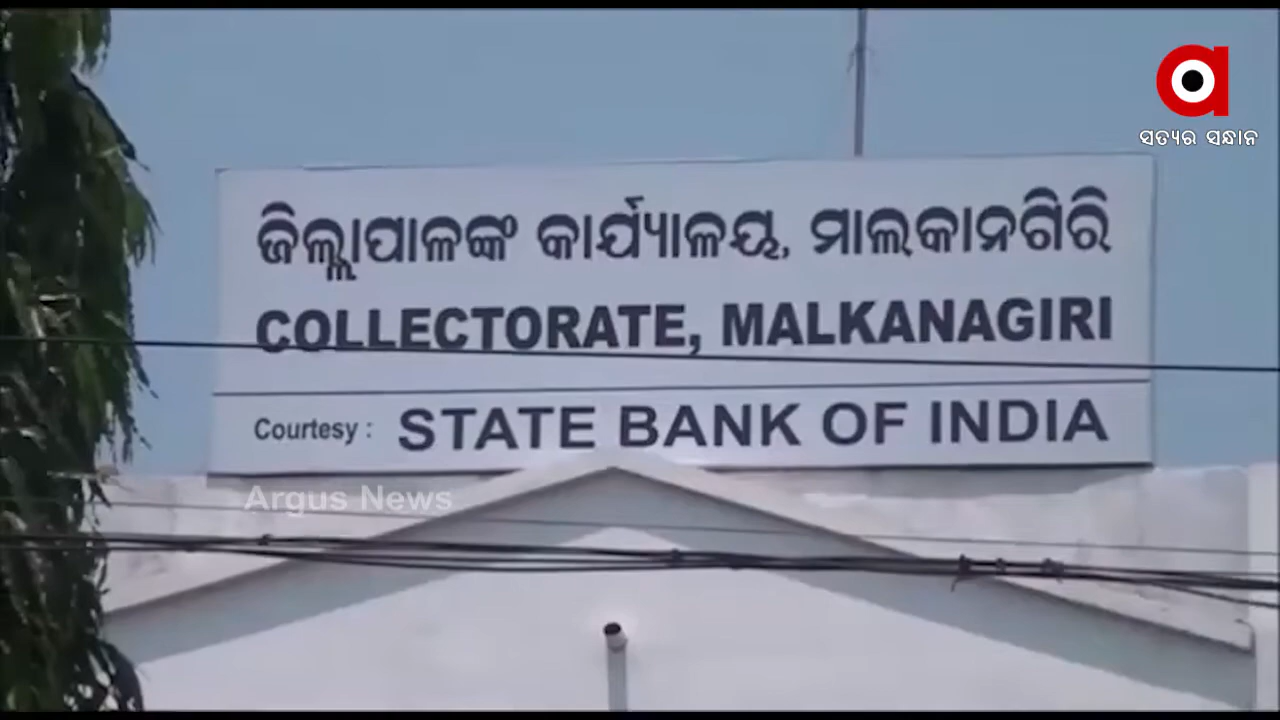 ସତ୍ୟର ସନ୍ଧାନ
ଜିଲ୍ଲାପାଳଙ୍କ କାର୍ଯ୍ୟାଳୟ, ମାଲକାନଗିରି
COLLECTORATE, MALKANAGIRI
Courtesy : STATE BANK OF INDIA
Argus News